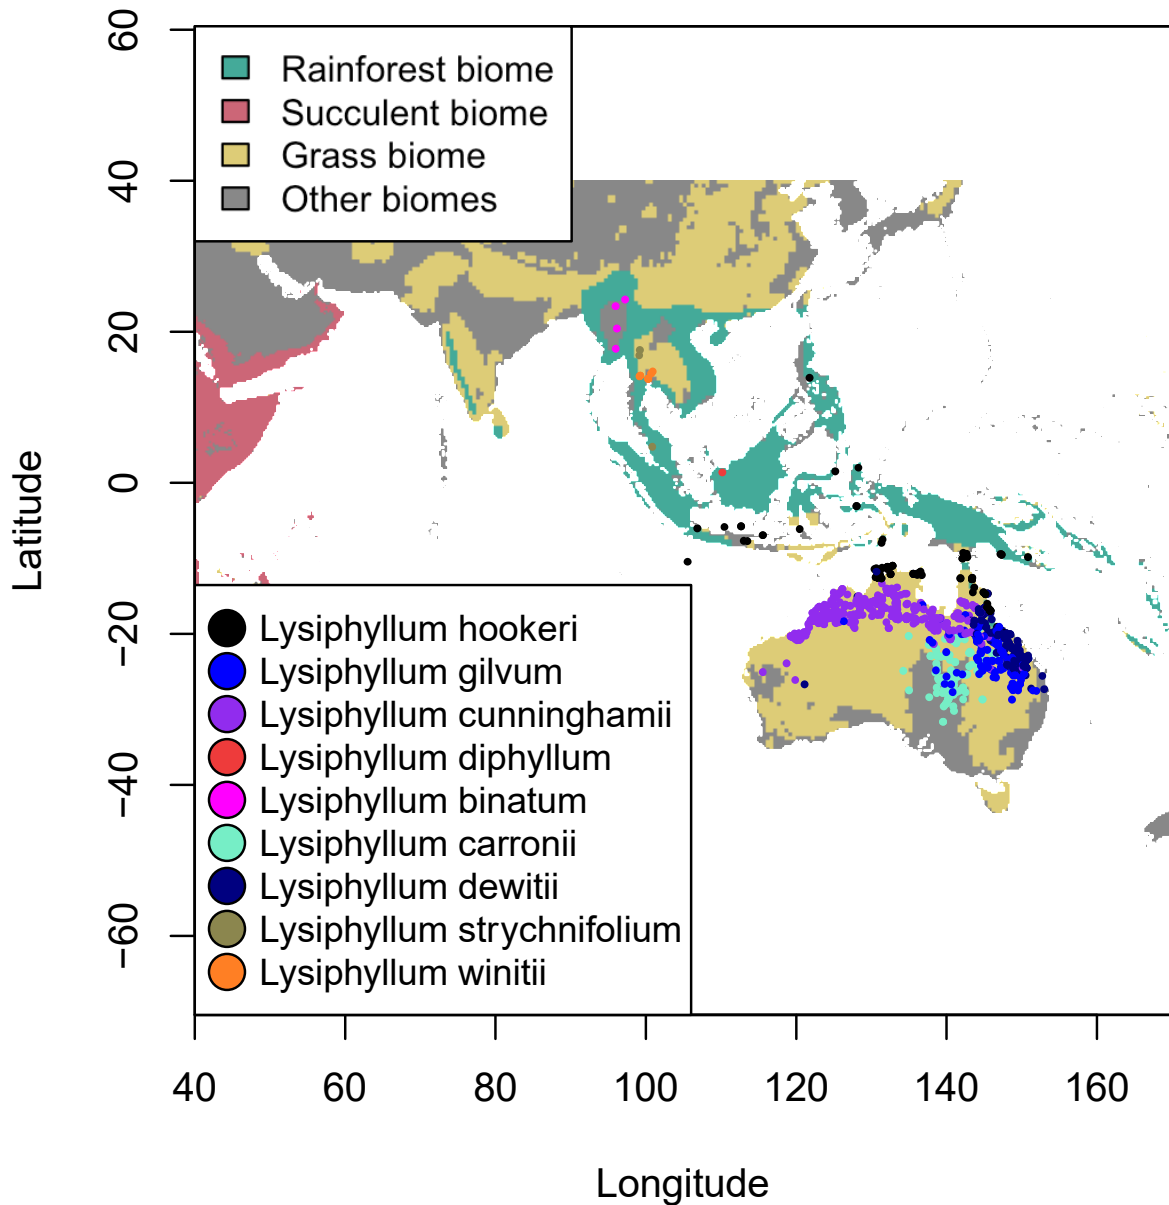 60
40
20
0
−20
−40
−60
Latitude
Rainforest biome
Succulent biome
Grass biome
Other biomes
Lysiphyllum hookeri
Lysiphyllum gilvum
Lysiphyllum cunninghamii
Lysiphyllum diphyllum
Lysiphyllum binatum
Lysiphyllum carronii
Lysiphyllum dewitii
Lysiphyllum strychnifolium
Lysiphyllum winitii
40 60 80 100 120 140 160
Longitude